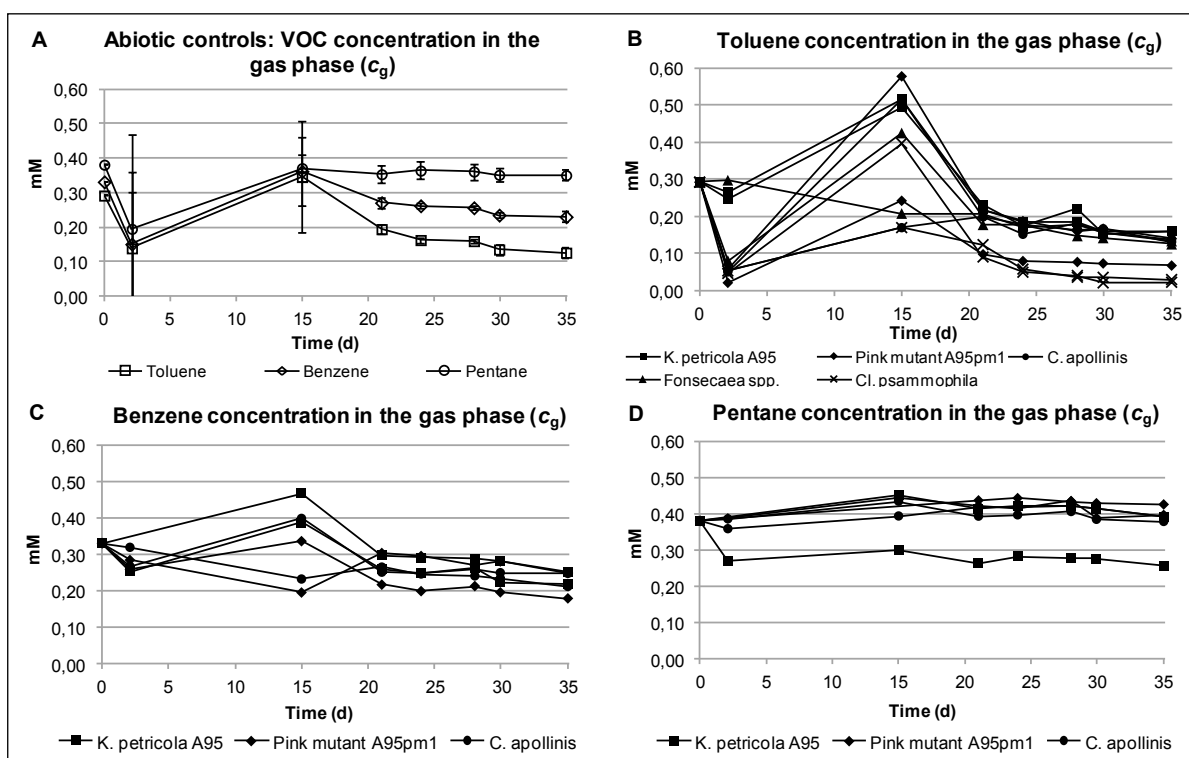 A
Abiotic controls: VOC concentration in the
gas phase (cg)
0,60
0,50
0,40
0,30
0,20
0,10
0,00
mM
0 5 10 15 20 25 30 35
Time (d)
Toluene Benzene Pentane
B
Toluene concentration in the gas phase (cg)
0,60
0,50
0,40
0,30
0,20
0,10
0,00
mM
0 5 10 15 20 25 30 35
Time (d)
K. petricola A95 Pink mutant A95pm1 C. apollinis
Fonsecaea spp. Cl. psammophila
C
Benzene concentration in the gas phase (cg)
0,60
0,50
0,40
0,30
0,20
0,10
0,00
mM
0 5 10 15 20 25 30 35
Time (d)
K. petricola A95 Pink mutant A95pm1 C. apollinis
D
Pentane concentration in the gas phase (cg)
0,60
0,50
0,40
0,30
0,20
0,10
0,00
mM
0 5 10 15 20 25 30 35
Time (d)
K. petricola A95 Pink mutant A95pm1 C. apollinis